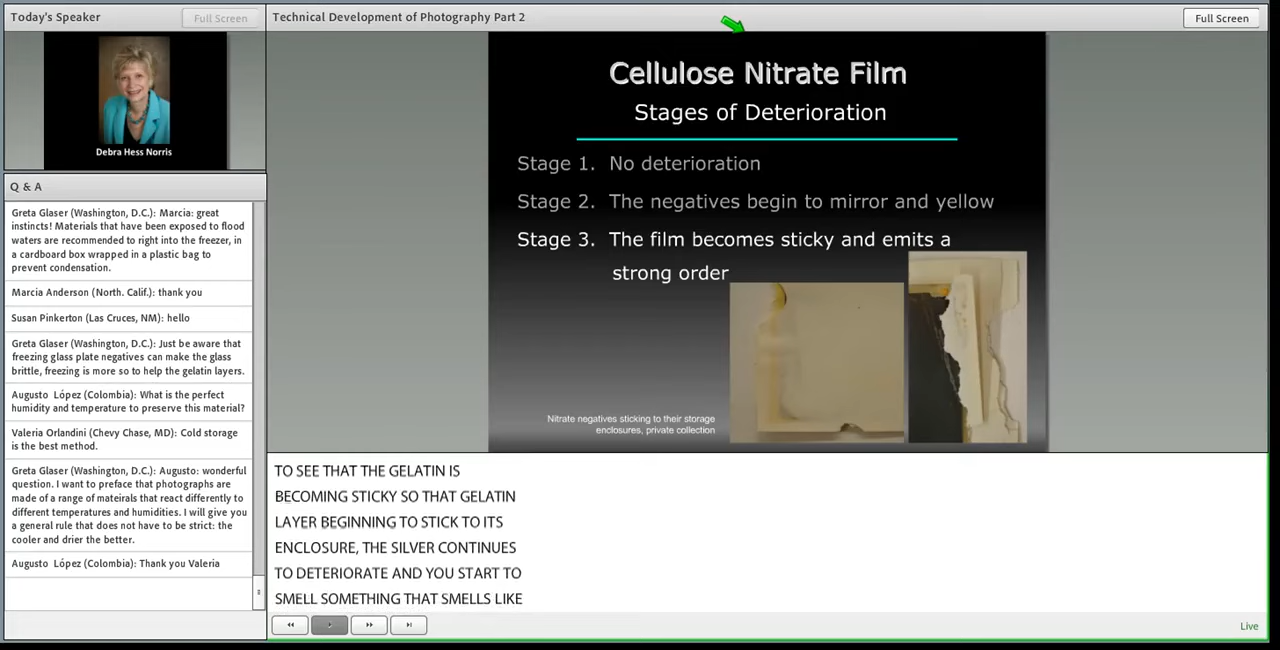 Today's Speaker
Full Screen
Technical Development of Photography Part 2
Full Screen
Debra Hess Norris
Q & A
Greta Glaser (Washington, D.C.): Marcia: great
instincts! Materials that have been exposed to flood
waters are recommended to right into the freezer, in
a cardboard box wrapped in a plastic bag to
prevent condensation.
Marcia Anderson (North. Calif.): thank you
Susan Pinkerton (Las Cruces, NM): hello
Greta Glaser (Washington, D.C.): Just be aware that
freezing glass plate negatives can make the glass
brittle, freezing is more so to help the gelatin layers.
Augusto López (Colombia): What is the perfect
humidity and temperature to preserve this material?
Valeria Orlandini (Chevy Chase, MD): Cold storage
is the best method.
Greta Glaser (Washington, D.C.): Augusto: wonderful
question. I want to preface that photographs are
made of a range of mateirals that react differently to
different temperatures and humidities. I will give you
a general rule that does not have to be strict: the
cooler and drier the better.
Augusto López (Colombia): Thank you Valeria
Cellulose Nitrate Film
Stages of Deterioration
Stage 1. No deterioration
Stage 2. The negatives begin to mirror and yellow
Stage 3. The film becomes sticky and emits a
strong order
Nitrate negatives sticking to their storage
enclosures, private collection
TO SEE THAT THE GELATIN IS
BECOMING STICKY SO THAT GELATIN
LAYER BEGINNING TO STICK TO ITS
ENCLOSURE, THE SILVER CONTINUES
TO DETERIORATE AND YOU START TO
SMELL SOMETHING THAT SMELLS LIKE
Live